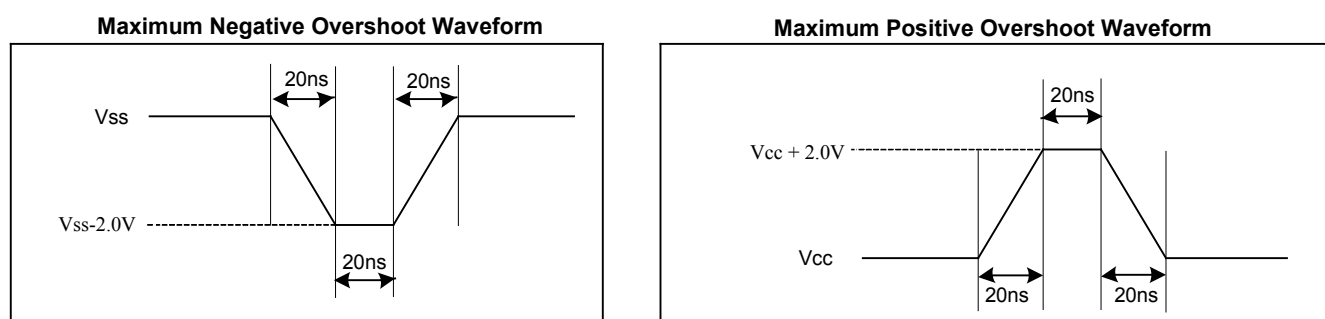 Maximum Negative Overshoot Waveform
20ns
20ns
Vss
Vss-2.0V
20ns
Maximum Positive Overshoot Waveform
20ns
Vcc + 2.0V
Vcc
20ns
20ns